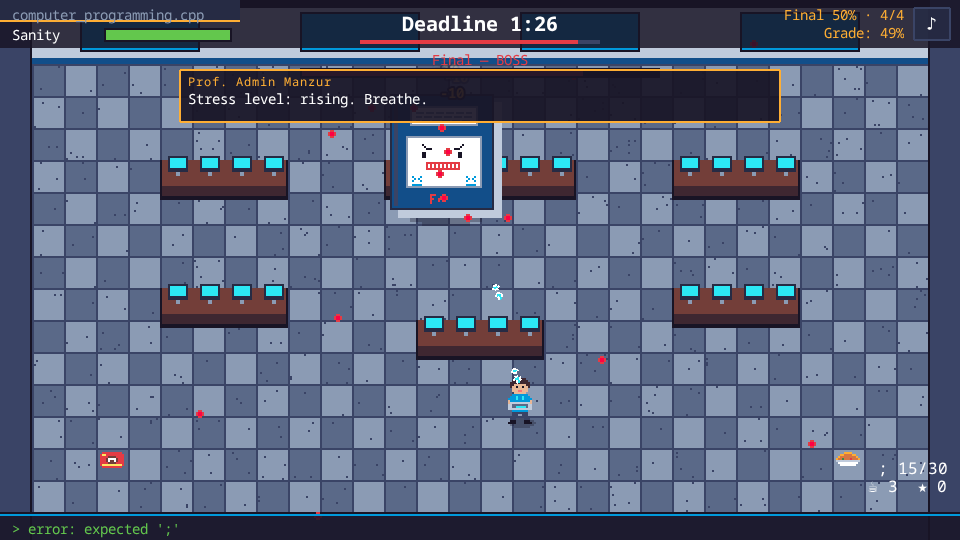 computer programming.cpp
Sanity
Deadline 1:26
Final 50% · 4/4
Grade: 49%
♪
Final — BOSS
Prof. Admin Manzur
Stress level: rising. Breathe.
-10
; 15/30
☕ 3 ★ 0
> error: expected ';'